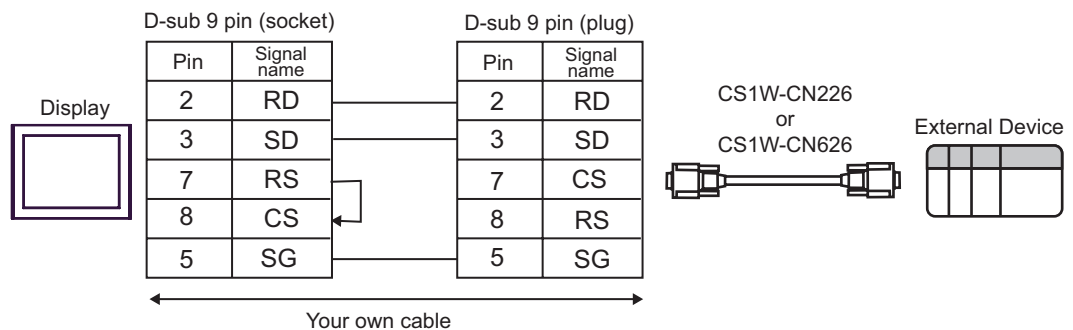 D-sub 9 pin (socket)
D-sub 9 pin (plug)
Pin Signal name
Pin Signal name
2 RD 2 RD
3 SD 3 SD
7 RS 7 CS
8 CS 8 RS
5 SG 5 SG
Display
CS1W-CN226
or
CS1W-CN626
External Device
Your own cable